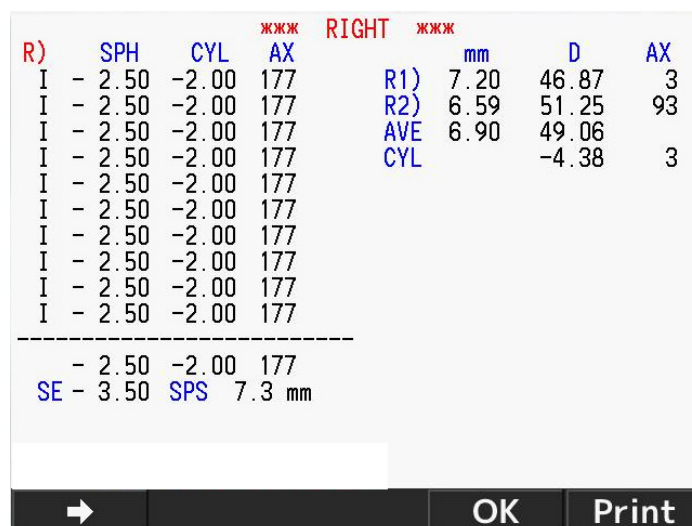 *** RIGHT ***
R) SPH CYL AX mm D AX
I - 2.50 -2.00 177 R1) 7.20 46.87 3
I - 2.50 -2.00 177 R2) 6.59 51.25 93
I - 2.50 -2.00 177 AVE 6.90 49.06
I - 2.50 -2.00 177 CYL -4.38 3
I - 2.50 -2.00 177
I - 2.50 -2.00 177
I - 2.50 -2.00 177
I - 2.50 -2.00 177
I - 2.50 -2.00 177
I - 2.50 -2.00 177
---------------------------
- 2.50 -2.00 177
SE - 3.50 SPS 7.3 mm
OK Print